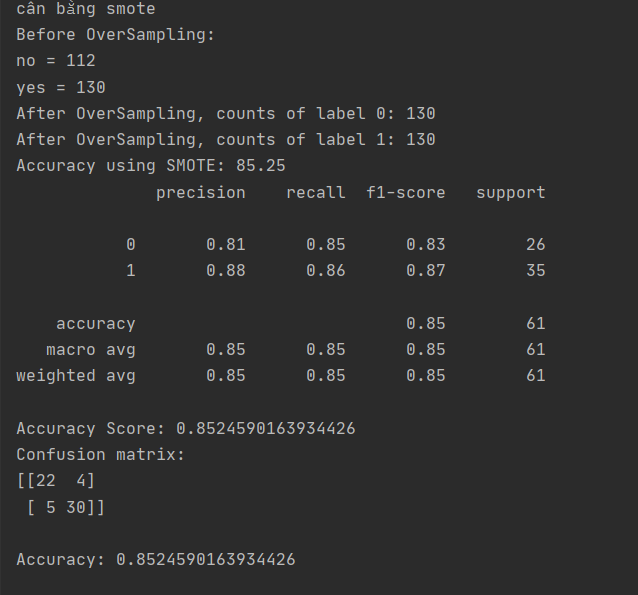 cân bằng smote
Before OverSampling:
no = 112
yes = 130
After OverSampling, counts of label 0: 130
After OverSampling, counts of label 1: 130
Accuracy using SMOTE: 85.25
              precision    recall  f1-score   support

           0       0.81      0.85      0.83        26
           1       0.88      0.86      0.87        35

    accuracy                           0.85        61
   macro avg       0.85      0.85      0.85        61
weighted avg       0.85      0.85      0.85        61

Accuracy Score: 0.8524590163934426
Confusion matrix:
[[22  4]
 [ 5 30]]

Accuracy: 0.8524590163934426